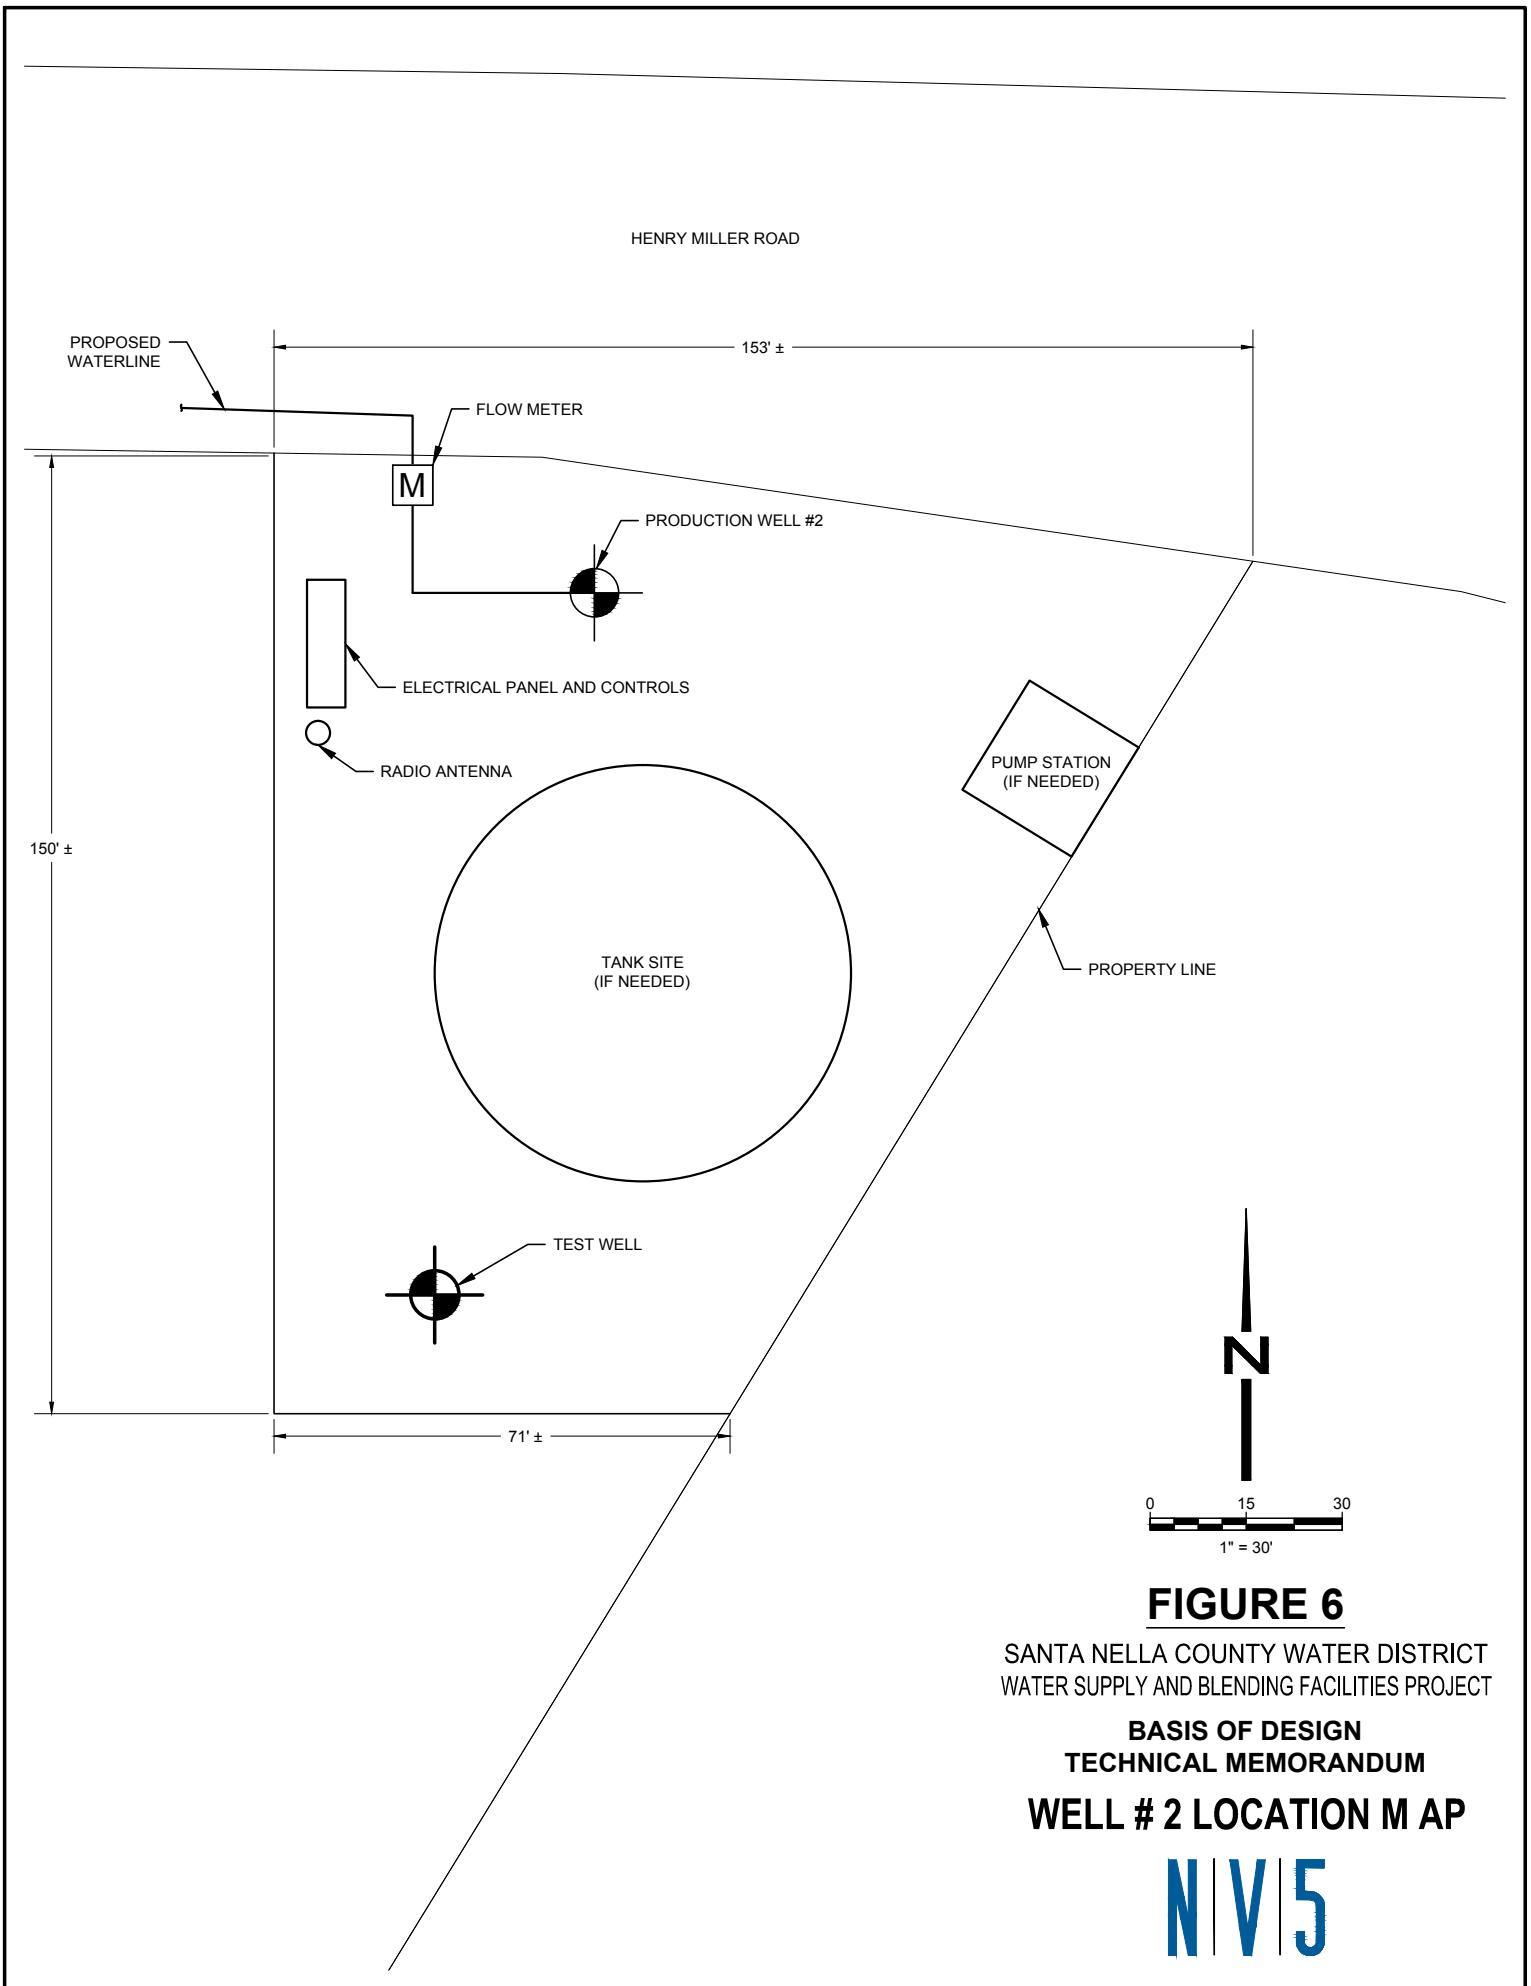 HENRY MILLER ROAD
153' ±
PROPOSED
WATERLINE
FLOW METER
M
PRODUCTION WELL #2
ELECTRICAL PANEL AND CONTROLS
RADIO ANTENNA
PUMP STATION
(IF NEEDED)
150' ±
TANK SITE
(IF NEEDED)
PROPERTY LINE
TEST WELL
71' ±
N
0 15 30
1" = 30'
FIGURE 6
SANTA NELLA COUNTY WATER DISTRICT
WATER SUPPLY AND BLENDING FACILITIES PROJECT
BASIS OF DESIGN
TECHNICAL MEMORANDUM
WELL # 2 LOCATION M AP
N|V|5